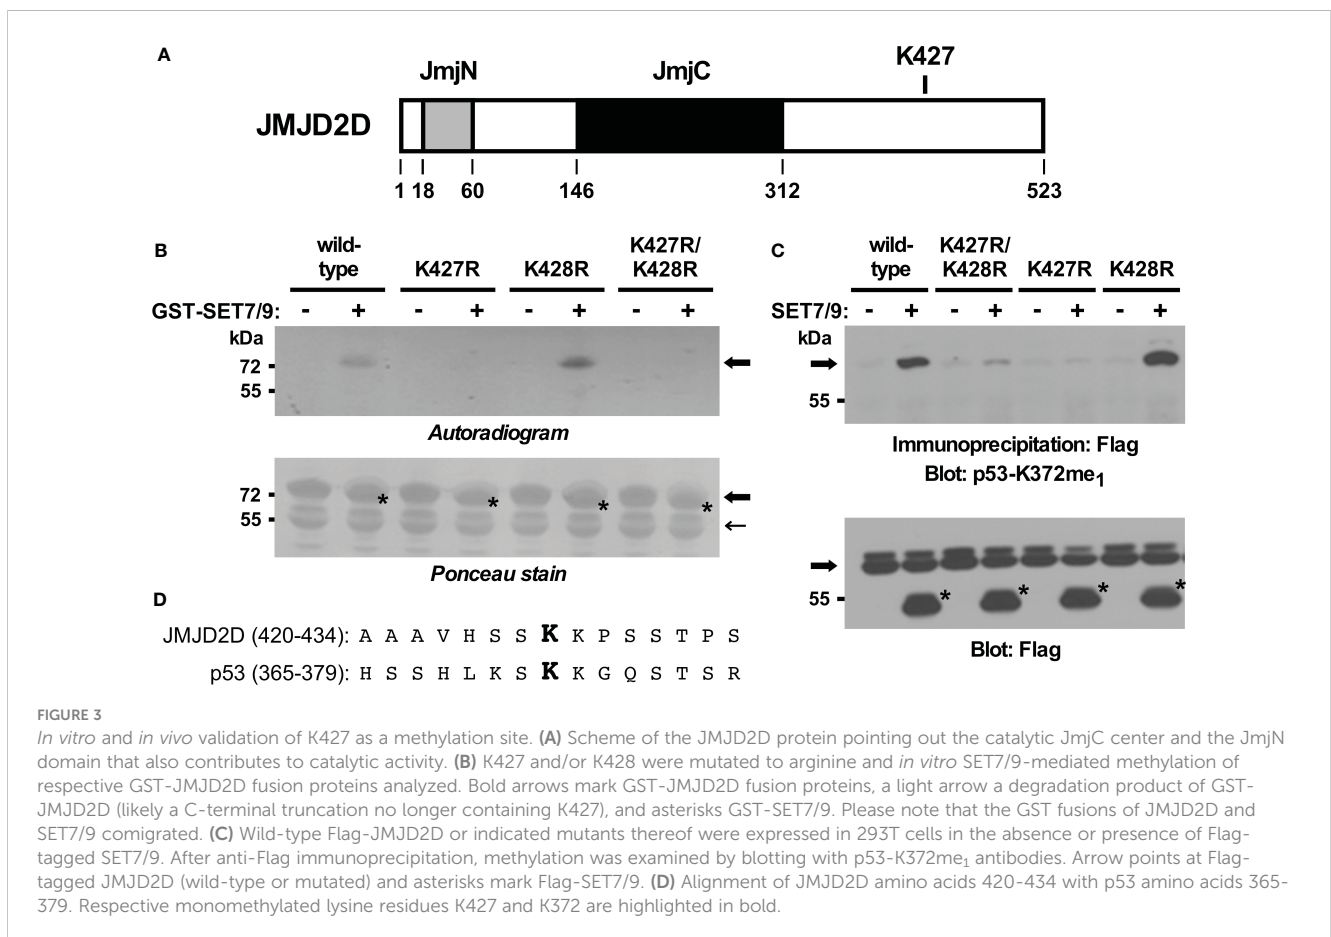 A
JmjN
JmjC
K427
JMJD2D
1 18 60 146 312 523
B
wild-
type
K427R
K428R
K427R/
K428R
GST-SET7/9: - + - + - + - +
kDa
72
55
Autoradiogram
72
55
* * * *
Ponceau stain
C
wild-
type
K427R/
K428R
K427R
K428R
SET7/9: - + - + - + - +
kDa
55
Immunoprecipitation: Flag
Blot: p53-K372me1
55
* * * *
Blot: Flag
D
JMJD2D (420-434): A A A V H S S K K P S S T P S
p53 (365-379): H S S H L K S K K G Q S T S R
FIGURE 3
In vitro and in vivo validation of K427 as a methylation site. (A) Scheme of the JMJD2D protein pointing out the catalytic JmjC center and the JmjN
domain that also contributes to catalytic activity. (B) K427 and/or K428 were mutated to arginine and in vitro SET7/9-mediated methylation of
respective GST-JMJD2D fusion proteins analyzed. Bold arrows mark GST-JMJD2D fusion proteins, a light arrow a degradation product of GST-
JMJD2D (likely a C-terminal truncation no longer containing K427), and asterisks GST-SET7/9. Please note that the GST fusions of JMJD2D and
SET7/9 comigrated. (C) Wild-type Flag-JMJD2D or indicated mutants thereof were expressed in 293T cells in the absence or presence of Flag-
tagged SET7/9. After anti-Flag immunoprecipitation, methylation was examined by blotting with p53-K372me1 antibodies. Arrow points at Flag-
tagged JMJD2D (wild-type or mutated) and asterisks mark Flag-SET7/9. (D) Alignment of JMJD2D amino acids 420-434 with p53 amino acids 365-
379. Respective monomethylated lysine residues K427 and K372 are highlighted in bold.